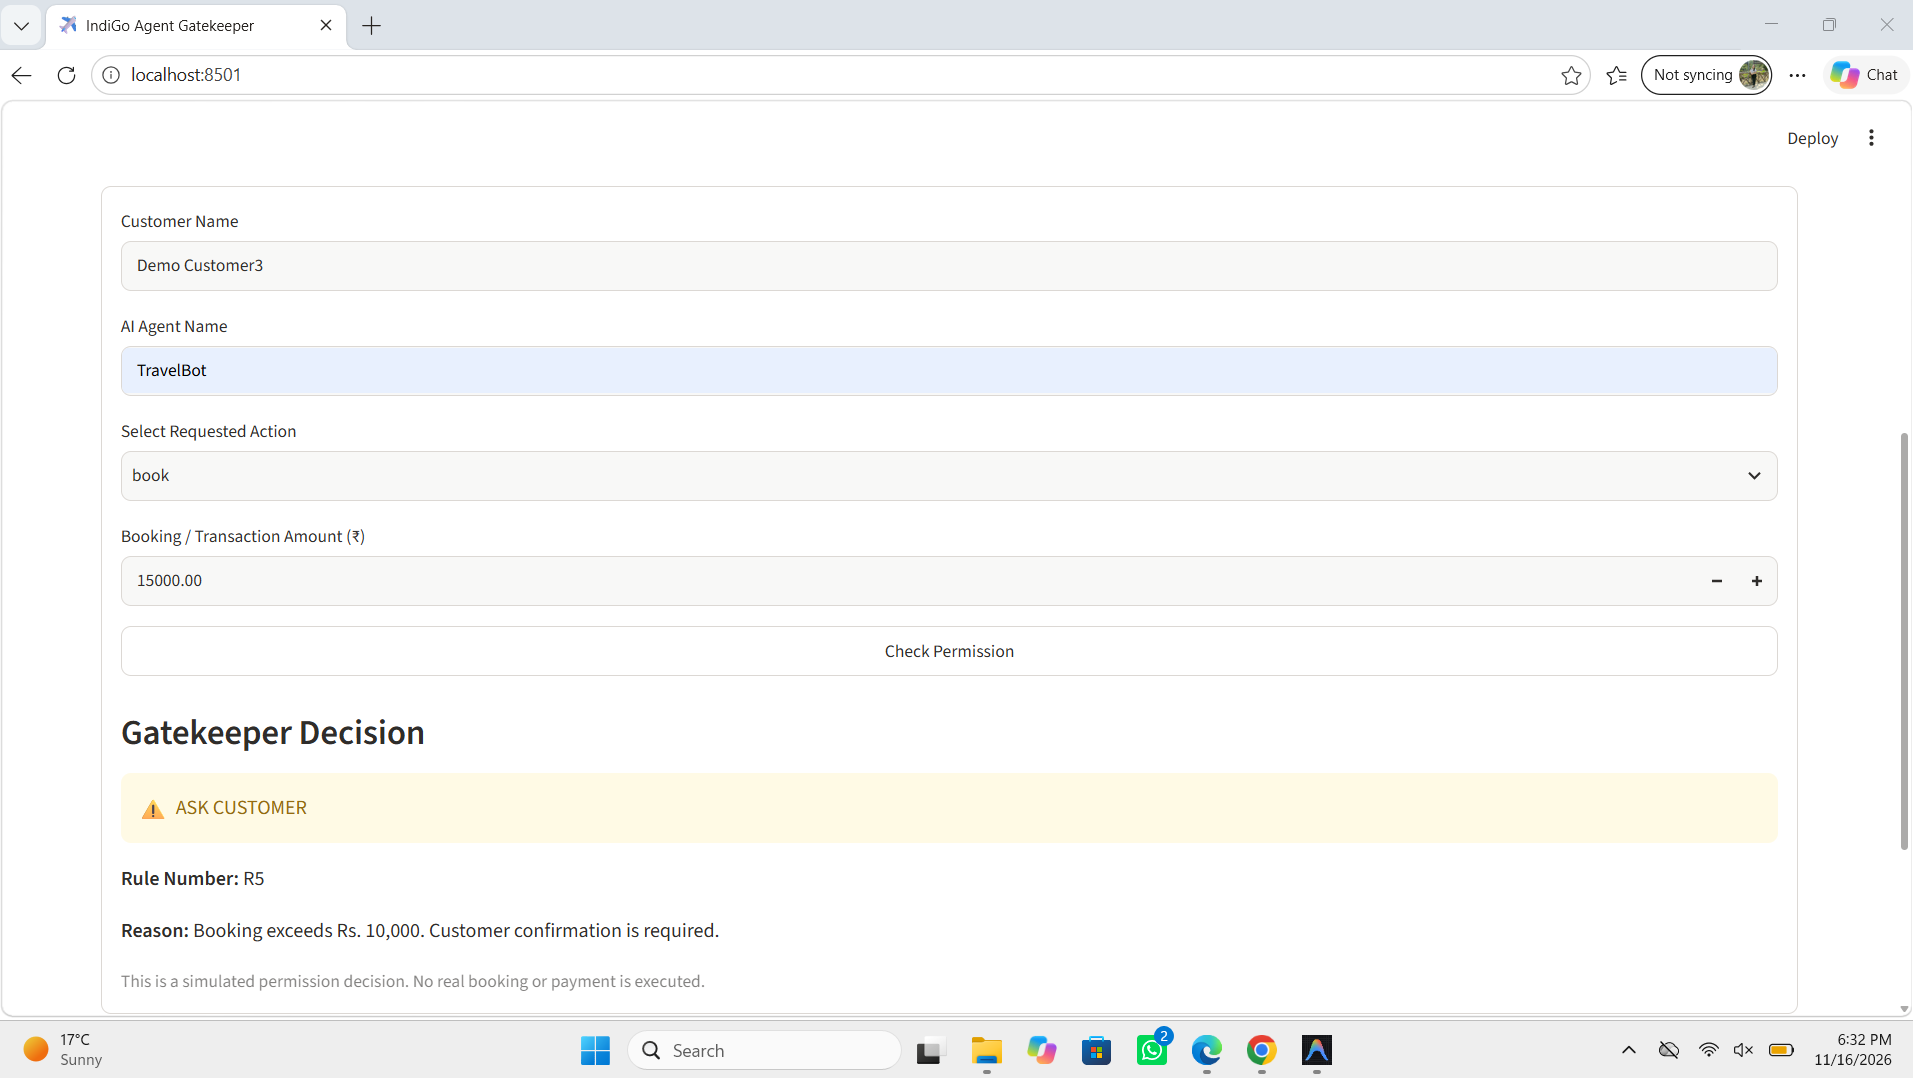 IndiGo Agent Gatekeeper
localhost:8501
Not syncing
Chat
Deploy
Customer Name
Demo Customer3
AI Agent Name
TravelBot
Select Requested Action
book
Booking / Transaction Amount (₹)
15000.00
Check Permission
Gatekeeper Decision
ASK CUSTOMER
Rule Number: R5
Reason: Booking exceeds Rs. 10,000. Customer confirmation is required.
This is a simulated permission decision. No real booking or payment is executed.
17°C
Sunny
Search
2
6:32 PM
11/16/2026